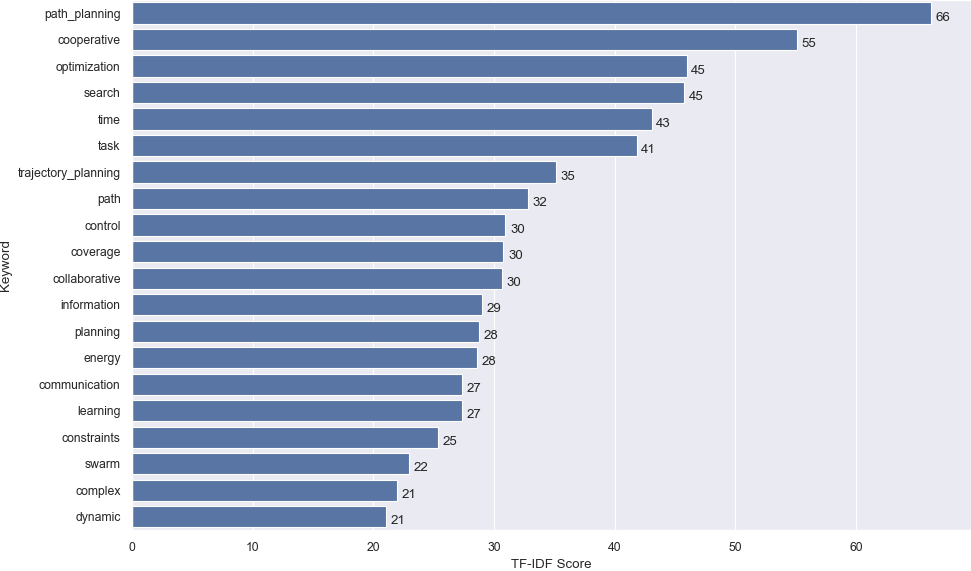 path_planning 66
cooperative 55
optimization 45
search 45
time 43
task 41
trajectory_planning 35
path 32
control 30
coverage 30
collaborative 30
information 29
planning 28
energy 28
communication 27
learning 27
constraints 25
swarm 22
complex 21
dynamic 21
Keyword
0 10 20 30 40 50 60
TF-IDF Score